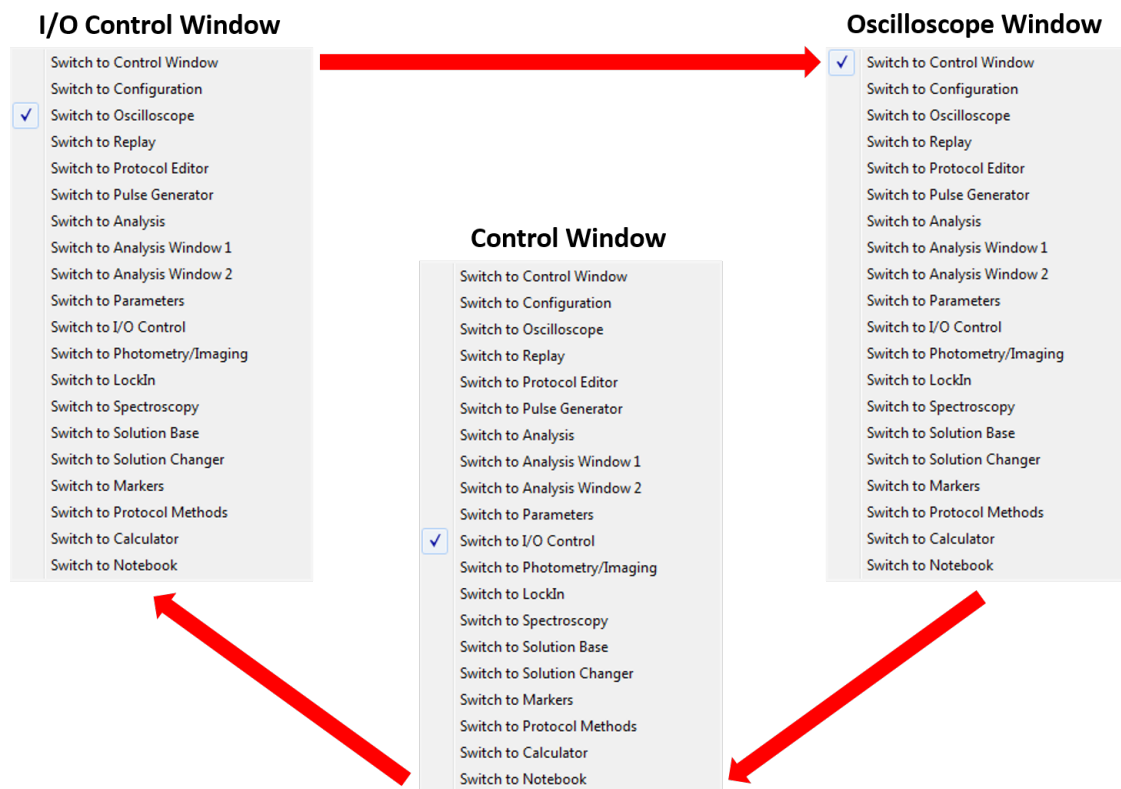 I/O Control Window
Switch to Control Window
Switch to Configuration
Switch to Oscilloscope
Switch to Replay
Switch to Protocol Editor
Switch to Pulse Generator
Switch to Analysis
Switch to Analysis Window 1
Switch to Analysis Window 2
Switch to Parameters
Switch to I/O Control
Switch to Photometry/Imaging
Switch to LockIn
Switch to Spectroscopy
Switch to Solution Base
Switch to Solution Changer
Switch to Markers
Switch to Protocol Methods
Switch to Calculator
Switch to Notebook
Control Window
Switch to Control Window
Switch to Configuration
Switch to Oscilloscope
Switch to Replay
Switch to Protocol Editor
Switch to Pulse Generator
Switch to Analysis
Switch to Analysis Window 1
Switch to Analysis Window 2
Switch to Parameters
Switch to I/O Control
Switch to Photometry/Imaging
Switch to LockIn
Switch to Spectroscopy
Switch to Solution Base
Switch to Solution Changer
Switch to Markers
Switch to Protocol Methods
Switch to Calculator
Switch to Notebook
Oscilloscope Window
Switch to Control Window
Switch to Configuration
Switch to Oscilloscope
Switch to Replay
Switch to Protocol Editor
Switch to Pulse Generator
Switch to Analysis
Switch to Analysis Window 1
Switch to Analysis Window 2
Switch to Parameters
Switch to I/O Control
Switch to Photometry/Imaging
Switch to LockIn
Switch to Spectroscopy
Switch to Solution Base
Switch to Solution Changer
Switch to Markers
Switch to Protocol Methods
Switch to Calculator
Switch to Notebook